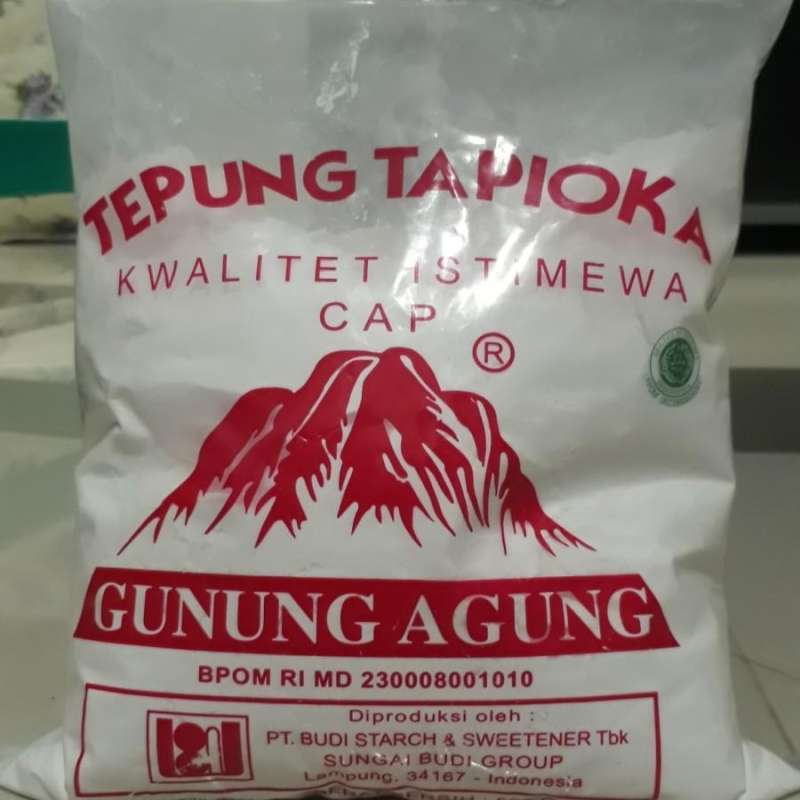 TEPUNG TAPIOKA
KWALITET ISTIMEWA
CAP
®
GUNUNG AGUNG
BPOM RI MD 230008001010
Diproduksi oleh :
PT. BUDI STARCH & SWEETENER Tbk
SUNGAI BUDI GROUP
Lampung, 34167 - Indonesia